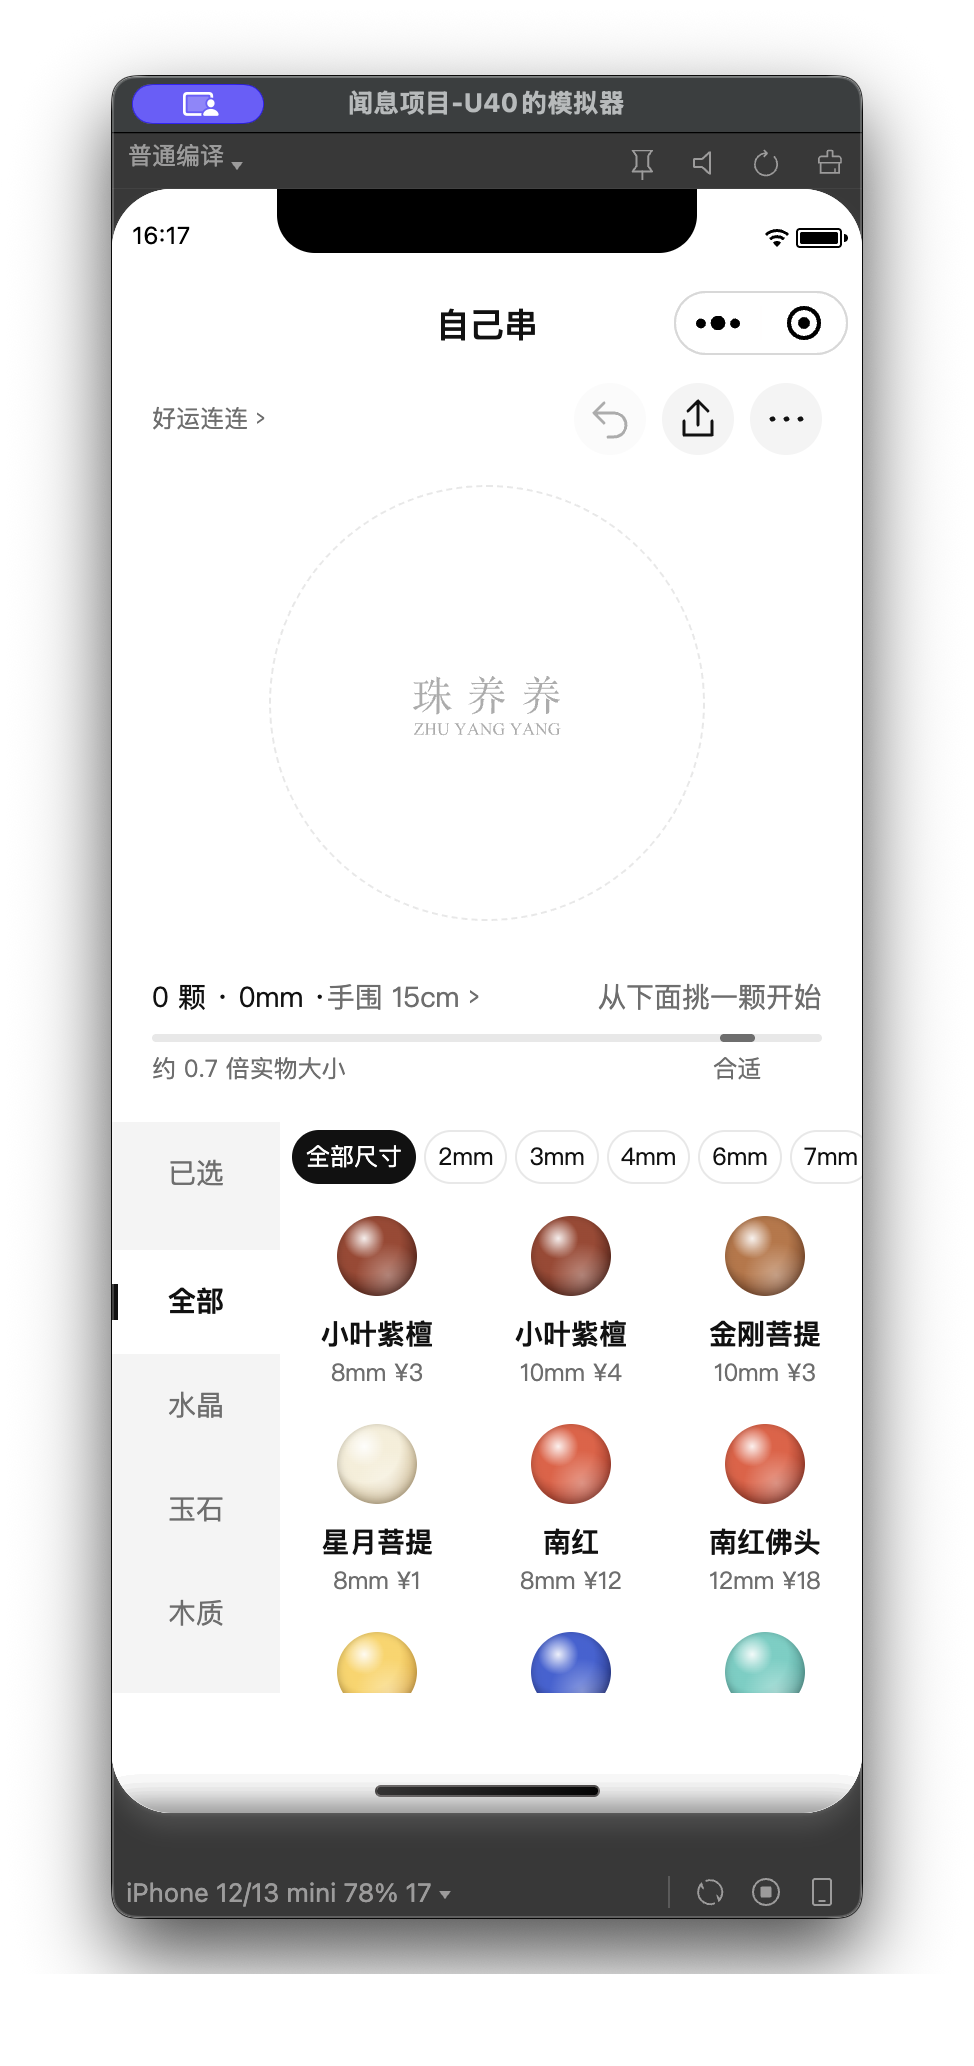 闻息项目-U40的模拟器
普通编译
16:17
自己串
好运连连 >
珠养养
ZHU YANG YANG
0 颗 · 0mm ·手围 15cm >
从下面挑一颗开始
约 0.7 倍实物大小
合适
已选
全部
水晶
玉石
木质
全部尺寸 2mm 3mm 4mm 6mm 7mm
小叶紫檀 小叶紫檀 金刚菩提
8mm ¥3 10mm ¥4 10mm ¥3
星月菩提 南红 南红佛头
8mm ¥1 8mm ¥12 12mm ¥18
iPhone 12/13 mini 78% 17